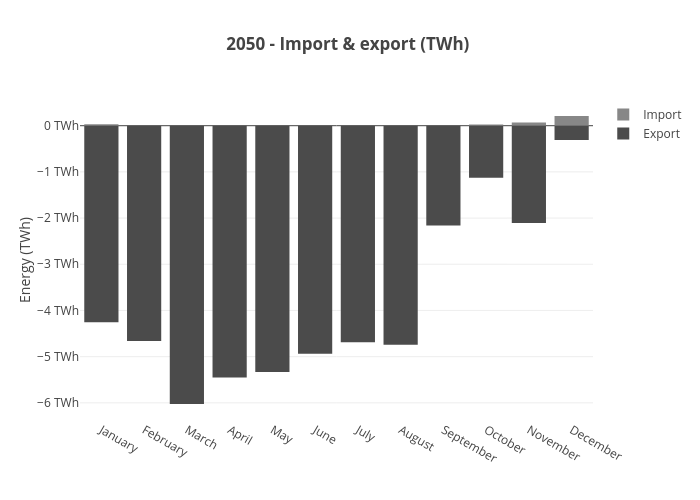 2050 - Import & export (TWh)
Import
Export
Energy (TWh)
0 TWh
−1 TWh
−2 TWh
−3 TWh
−4 TWh
−5 TWh
−6 TWh
January
February
March
April
May
June
July
August
September
October
November
December